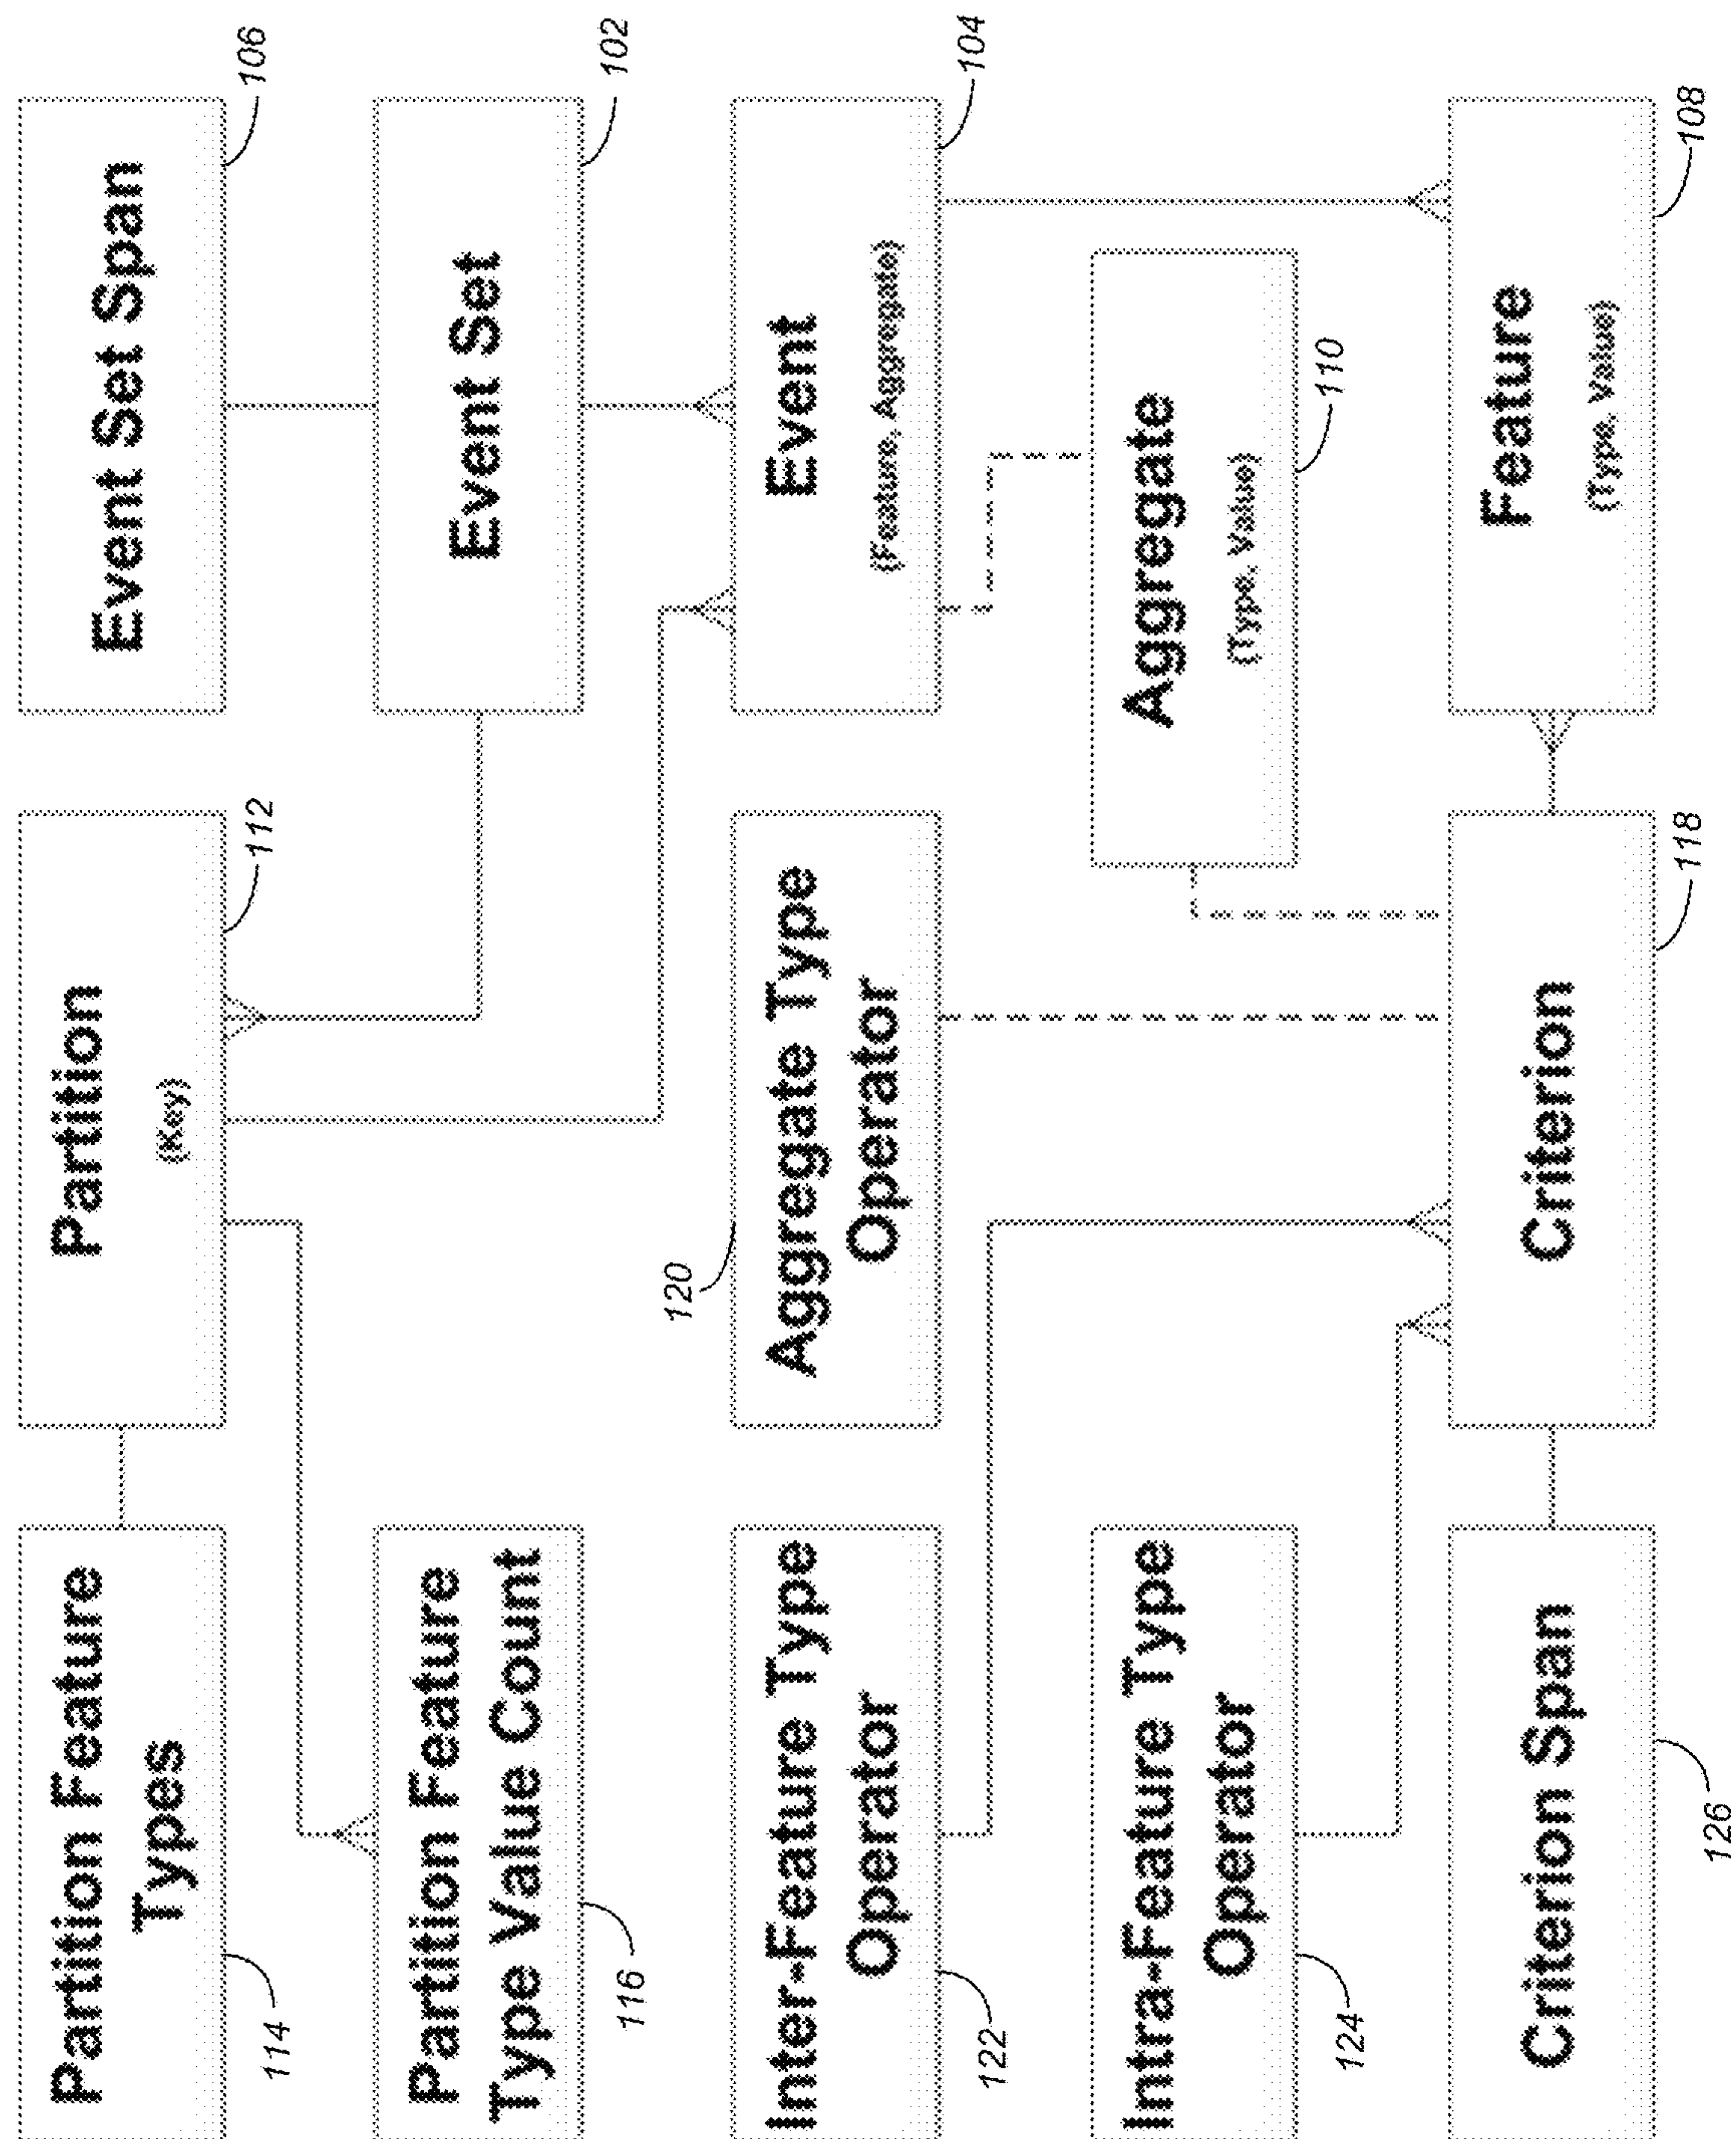 Partition Feature
Types
114
Partition
(Key)
112
Event Set Span
106
Partition Feature
Type Value Count
116
Event Set
102
Inter-Feature Type
Operator
122
120
Aggregate Type
Operator
Event
(Feature, Aggregate)
104
Intra-Feature Type
Operator
124
Aggregate
(Type, Value)
110
Criterion Span
126
Criterion
118
Feature
(Type, Value)
108